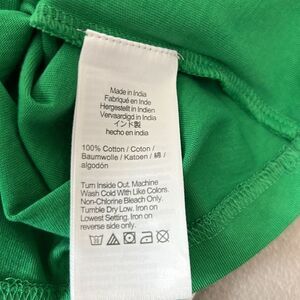 Made in India
Fabriqué en Inde
Hergestellt in Indien
Vervaardigd in India
インド製
hecho en india
100% Cotton / Coton /
Baumwolle / Katoen / 綿 /
algodón
Turn Inside Out. Machine
Wash Cold With Like Colors.
Non-Chlorine Bleach Only.
Tumble Dry Low. Iron on
Lowest Setting. Iron on
reverse side only.